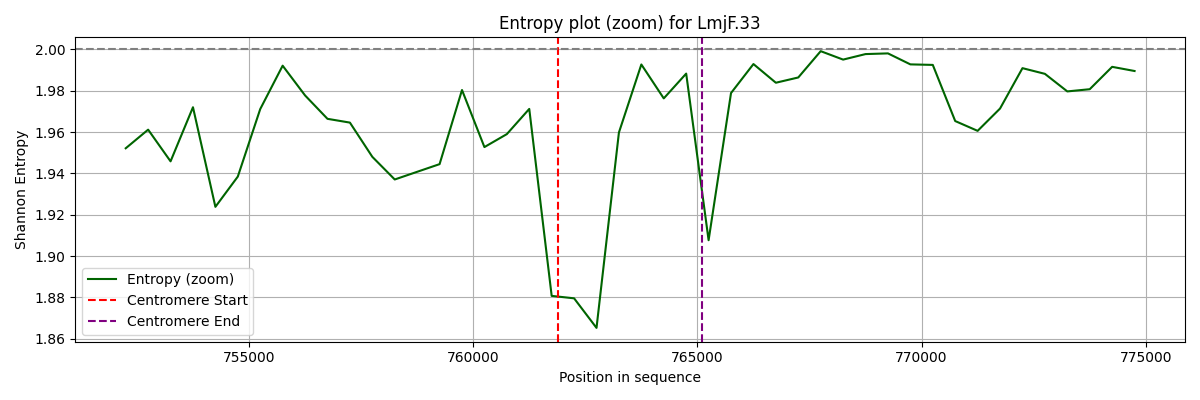 Entropy plot (zoom) for LmjF.33
Shannon Entropy
2.00
1.98
1.96
1.94
1.92
1.90
1.88
1.86
Entropy (zoom)
Centromere Start
Centromere End
755000 760000 765000 770000 775000
Position in sequence